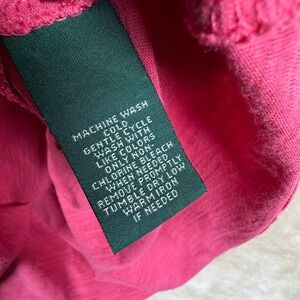 MACHINE WASH
COLD
GENTLE CYCLE
WASH WITH
LIKE COLORS
ONLY NON-
CHLORINE BLEACH
WHEN NEEDED
REMOVE PROMPTLY
TUMBLE DRY LOW
WARM IRON
IF NEEDED